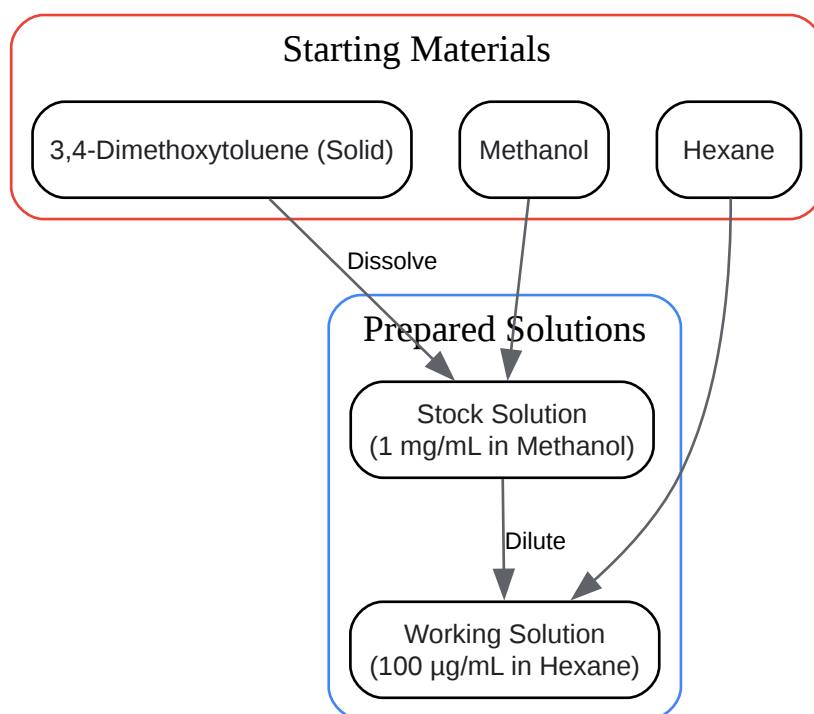 Starting Materials
3,4-Dimethoxytoluene (Solid)
Methanol
Hexane
Dissolve
Prepared Solutions
Stock Solution
(1 mg/mL in Methanol)
Dilute
Working Solution
(100 µg/mL in Hexane)